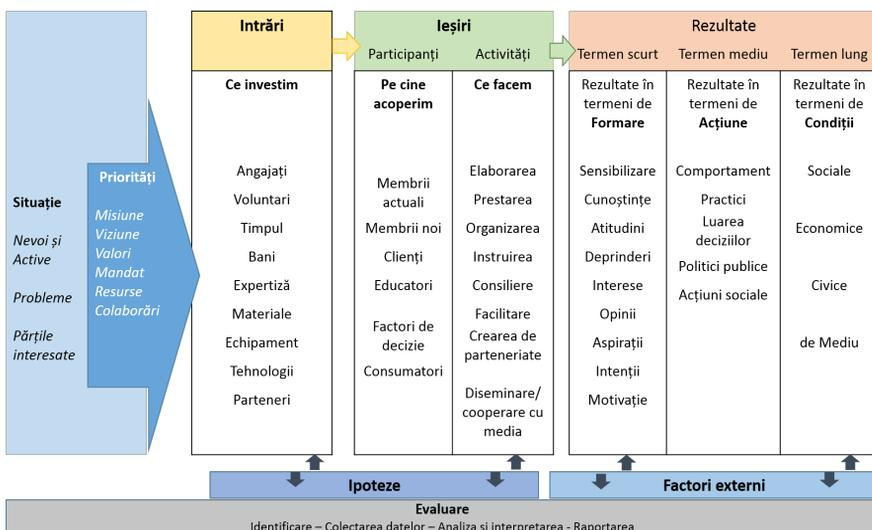 Situație
Nevoi și
Active
Probleme
Părțile
interesate
Priorități
Misiune
Viziune
Valori
Mandat
Resurse
Colaborări
Intrări
Ce investim
Angajați
Voluntari
Timpul
Bani
Expertiză
Materiale
Echipament
Tehnologii
Parteneri
Ieșiri
Participanți
Activități
Pe cine
acoperim
Membrii
actuali
Membrii noi
Clienți
Educatori
Factori de
decizie
Consumatori
Ce facem
Elaborarea
Prestarea
Organizarea
Instruirea
Consiliere
Facilitare
Crearea de
parteneriate
Diseminare/
cooperare cu
media
Rezultate
Termen scurt
Termen mediu
Termen lung
Rezultate în
termeni de
Formare
Sensibilizare
Cunoștințe
Atitudini
Deprinderi
Interese
Opinii
Aspirații
Intenții
Motivație
Rezultate în
termeni de
Acțiune
Comportament
Practici
Luarea
deciziilor
Politici publice
Acțiuni sociale
Rezultate în
termeni de
Condiții
Sociale
Economice
Civice
de Mediu
Ipoteze
Factori externi
Evaluare
Identificare – Colectarea datelor – Analiza și interpretarea - Raportarea